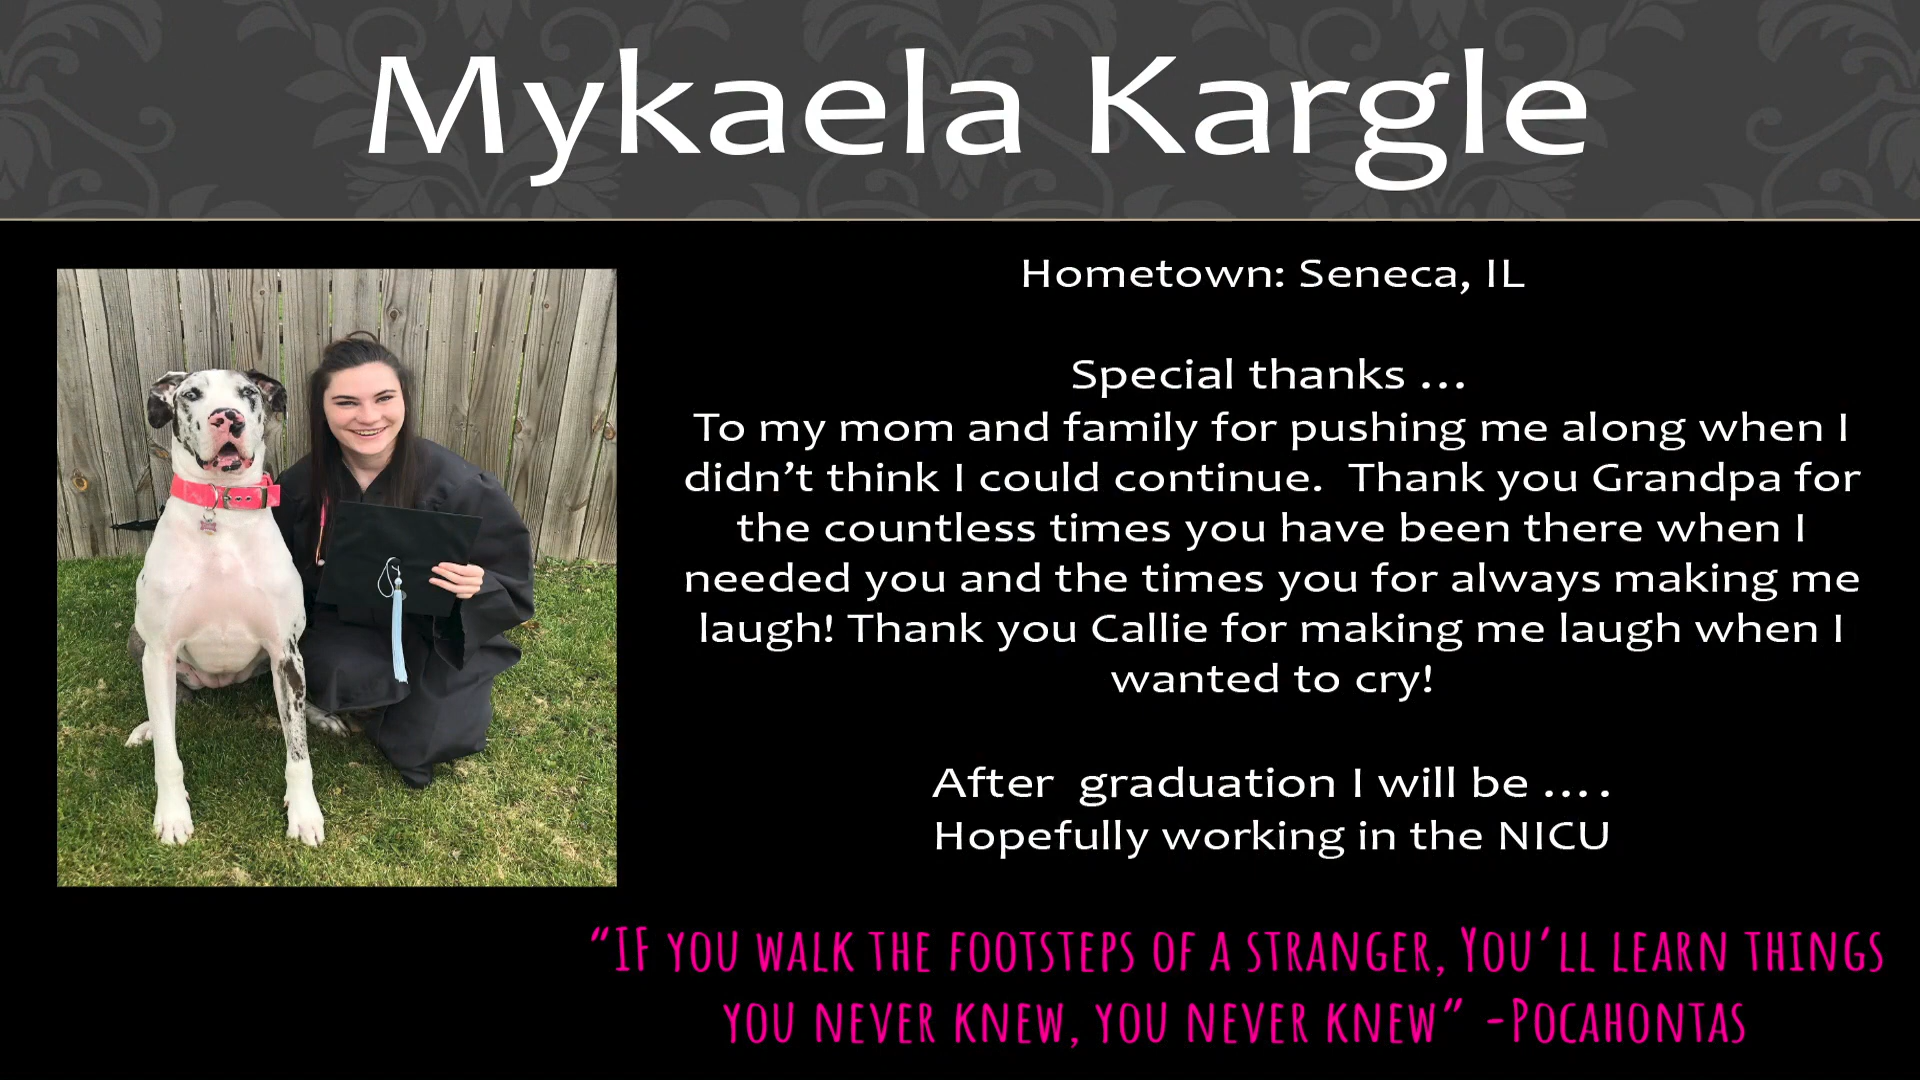 Mykaela Kargle
Hometown: Seneca, IL
Special thanks ...
To my mom and family for pushing me along when I
didn’t think I could continue.  Thank you Grandpa for
the countless times you have been there when I
needed you and the times you for always making me
laugh! Thank you Callie for making me laugh when I
wanted to cry!
After  graduation I will be ....
Hopefully working in the NICU
“IF YOU WALK THE FOOTSTEPS OF A STRANGER, YOU’LL LEARN THINGS
YOU NEVER KNEW, YOU NEVER KNEW” -POCAHONTAS